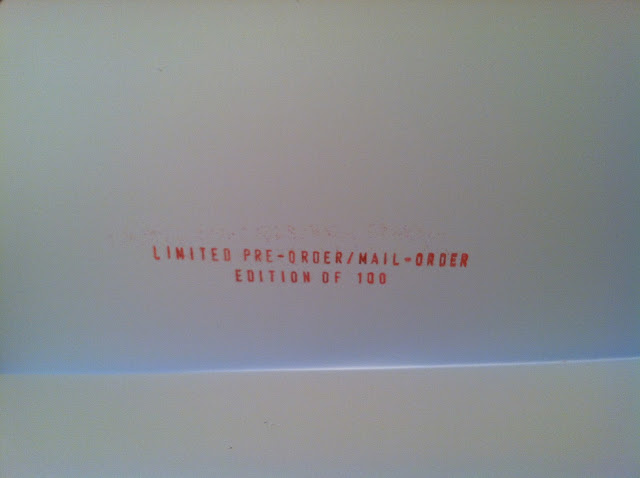 LIMITED PRE-ORDER/MAIL-ORDER
EDITION OF 100